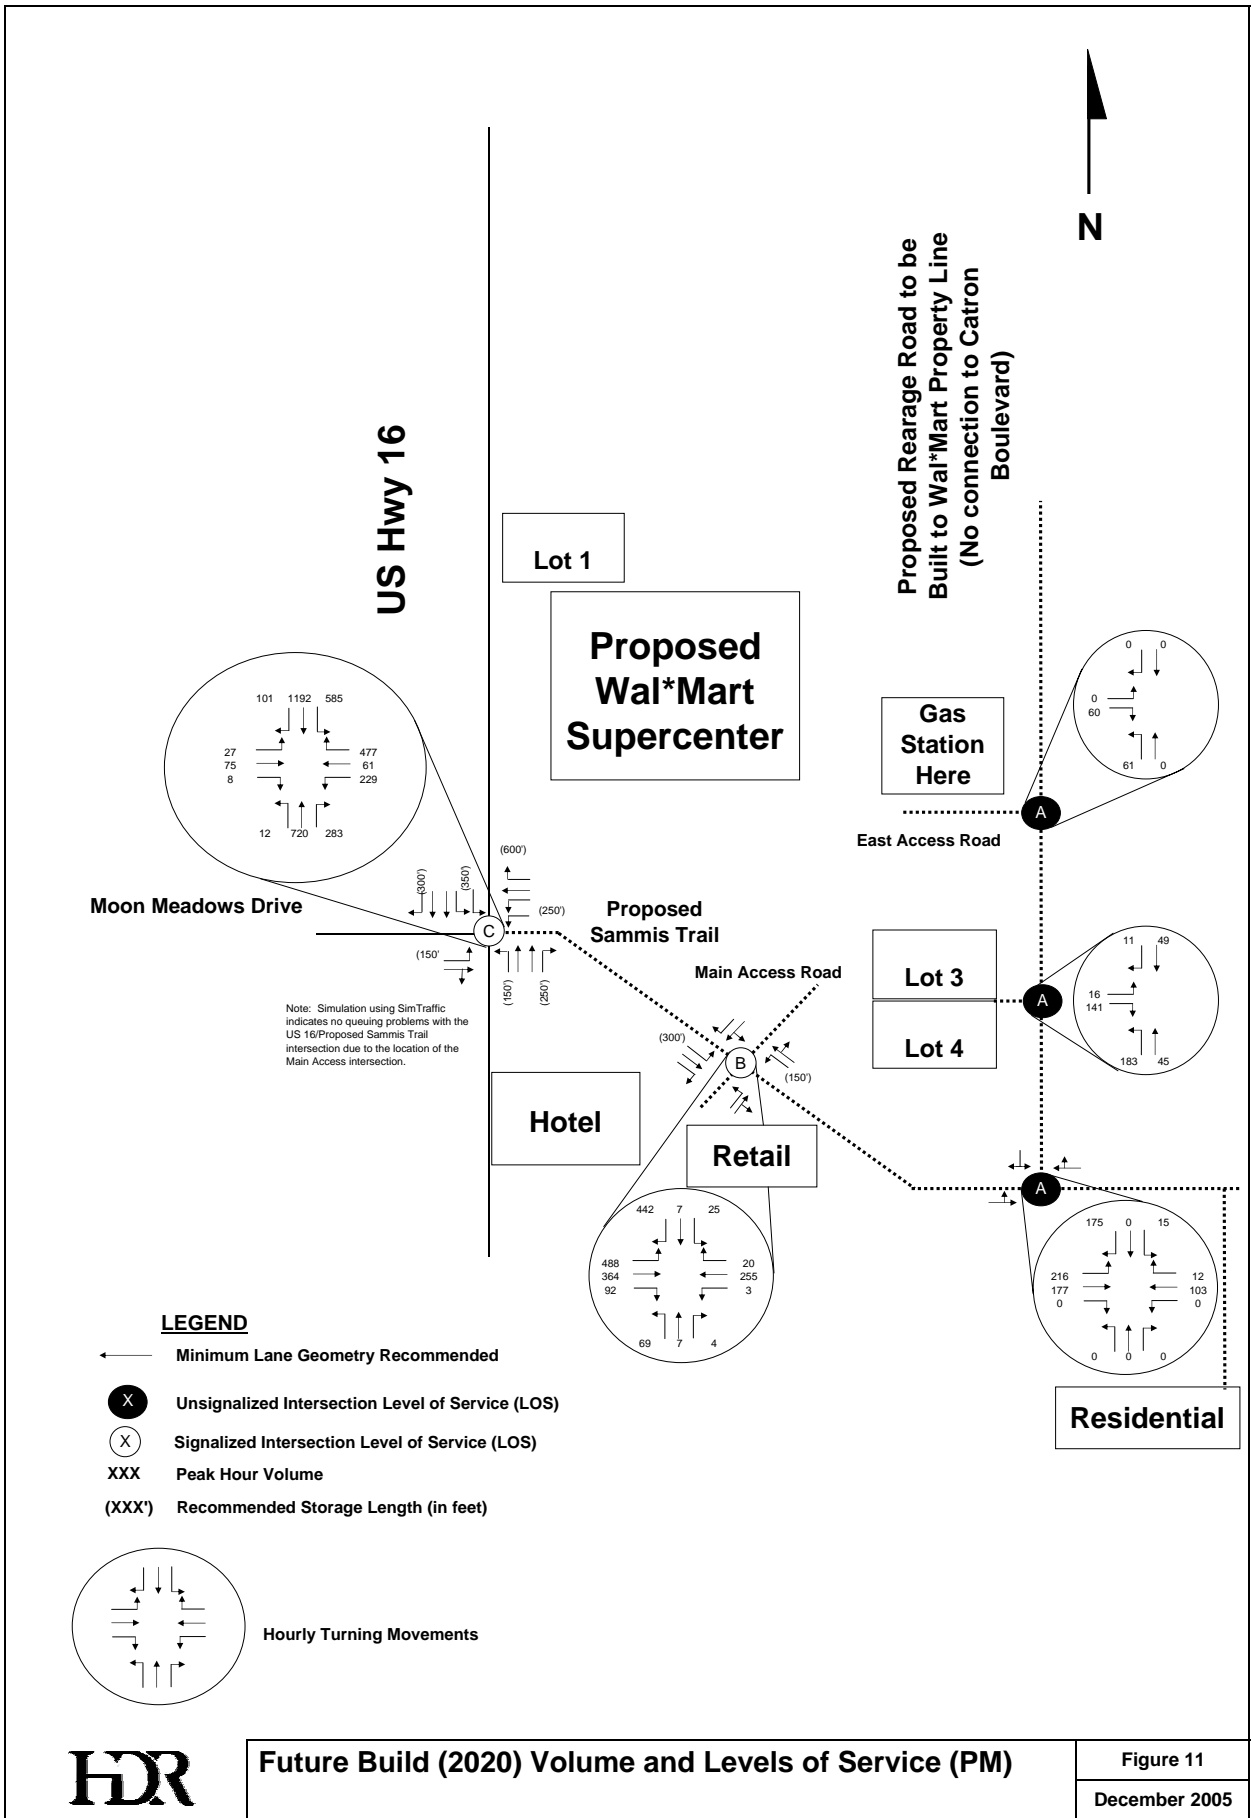 N
Proposed Rearage Road to be
Built to Wal*Mart Property Line
(No connection to Catron
Boulevard)
US Hwy 16
Lot 1
Proposed
Wal*Mart
Supercenter
Gas
Station
Here
0 0
0
60
61 0
A
East Access Road
101 1192 585
27
75
8
477
61
229
12 720 283
Moon Meadows Drive
(300')
(350')
(600')
(250')
C
(150'
(150')
(250')
Proposed
Sammis Trail
Main Access Road
Note: Simulation using SimTraffic
indicates no queuing problems with the
US 16/Proposed Sammis Trail
intersection due to the location of the
Main Access intersection.
Lot 3
Lot 4
A
11 49
16
141
183 45
(300')
B
(150')
Hotel
Retail
A
442 7 25
488
364
92
20
255
3
69 7 4
175 0 15
216
177
0
12
103
0
0 0 0
Residential
LEGEND
Minimum Lane Geometry Recommended
X Unsignalized Intersection Level of Service (LOS)
X Signalized Intersection Level of Service (LOS)
XXX Peak Hour Volume
(XXX') Recommended Storage Length (in feet)
Hourly Turning Movements
HDR
Future Build (2020) Volume and Levels of Service (PM)
Figure 11
December 2005